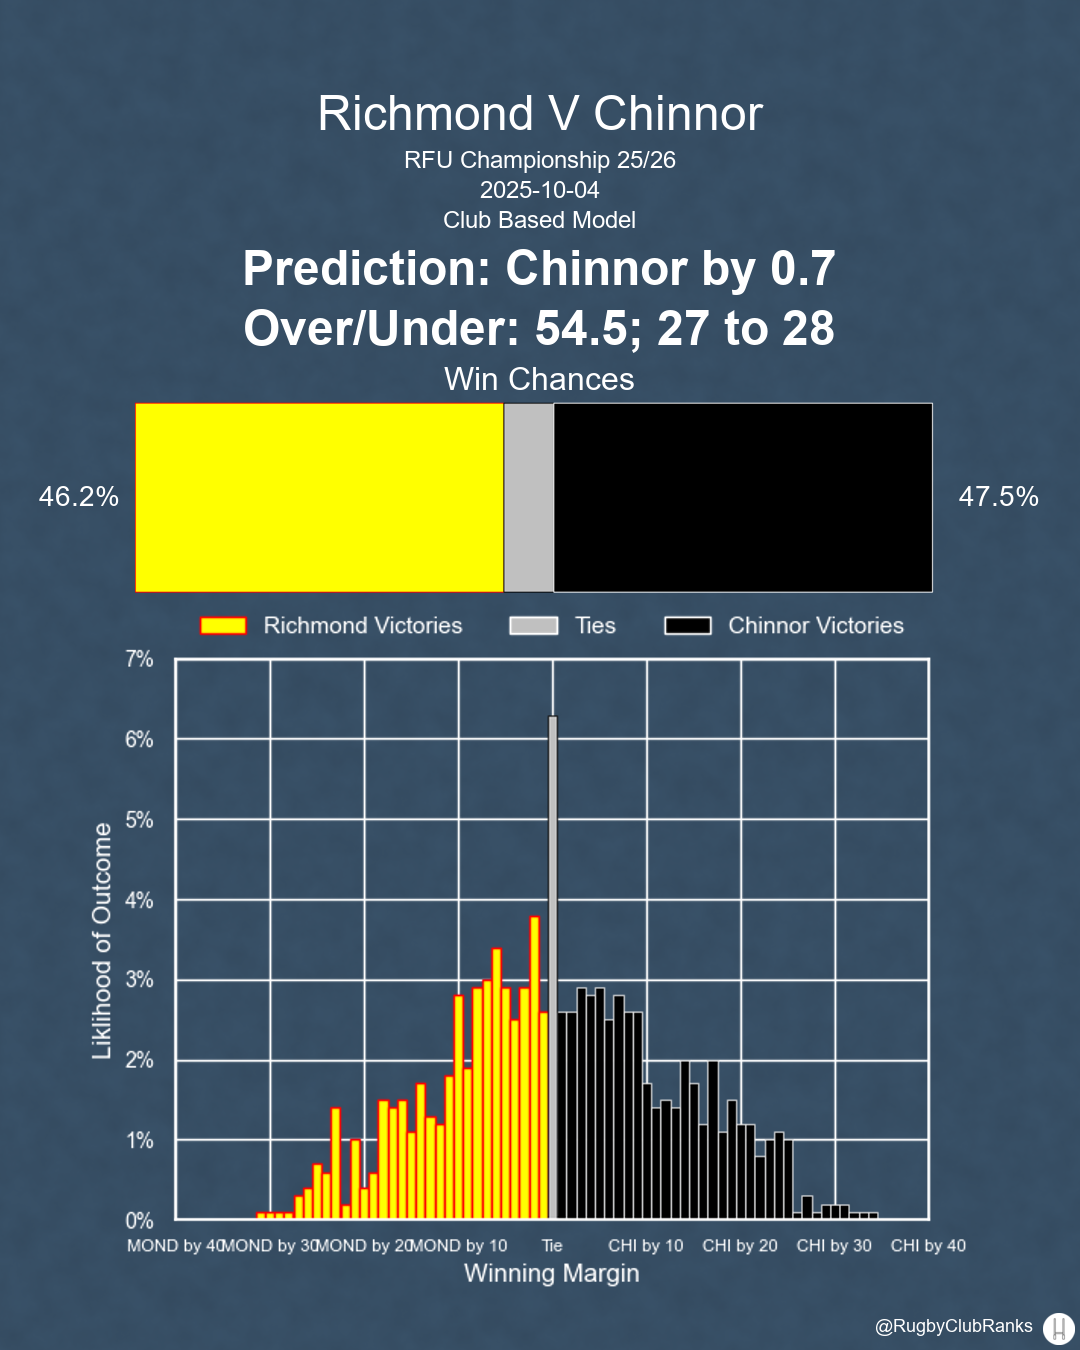 Richmond V Chinnor
RFU Championship 25/26
2025-10-04
Club Based Model
Prediction: Chinnor by 0.7
Over/Under: 54.5; 27 to 28
Win Chances
46.2%
47.5%
Richmond Victories
Ties
Chinnor Victories
7%
6%
5%
4%
3%
2%
1%
0%
Liklihood of Outcome
MOND by 40
MOND by 30
MOND by 20
MOND by 10
Tie
CHI by 10
CHI by 20
CHI by 30
CHI by 40
Winning Margin
@RugbyClubRanks